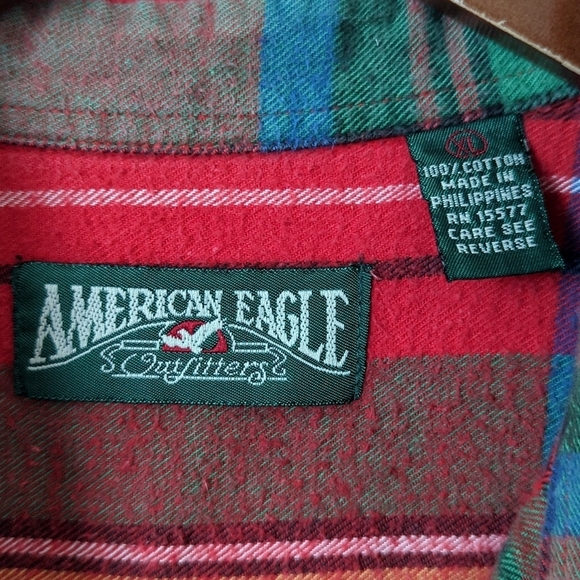 XL
100% COTTON
MADE IN
PHILIPPINES
RN 15577
CARE SEE
REVERSE
AMERICAN EAGLE
Outfitters